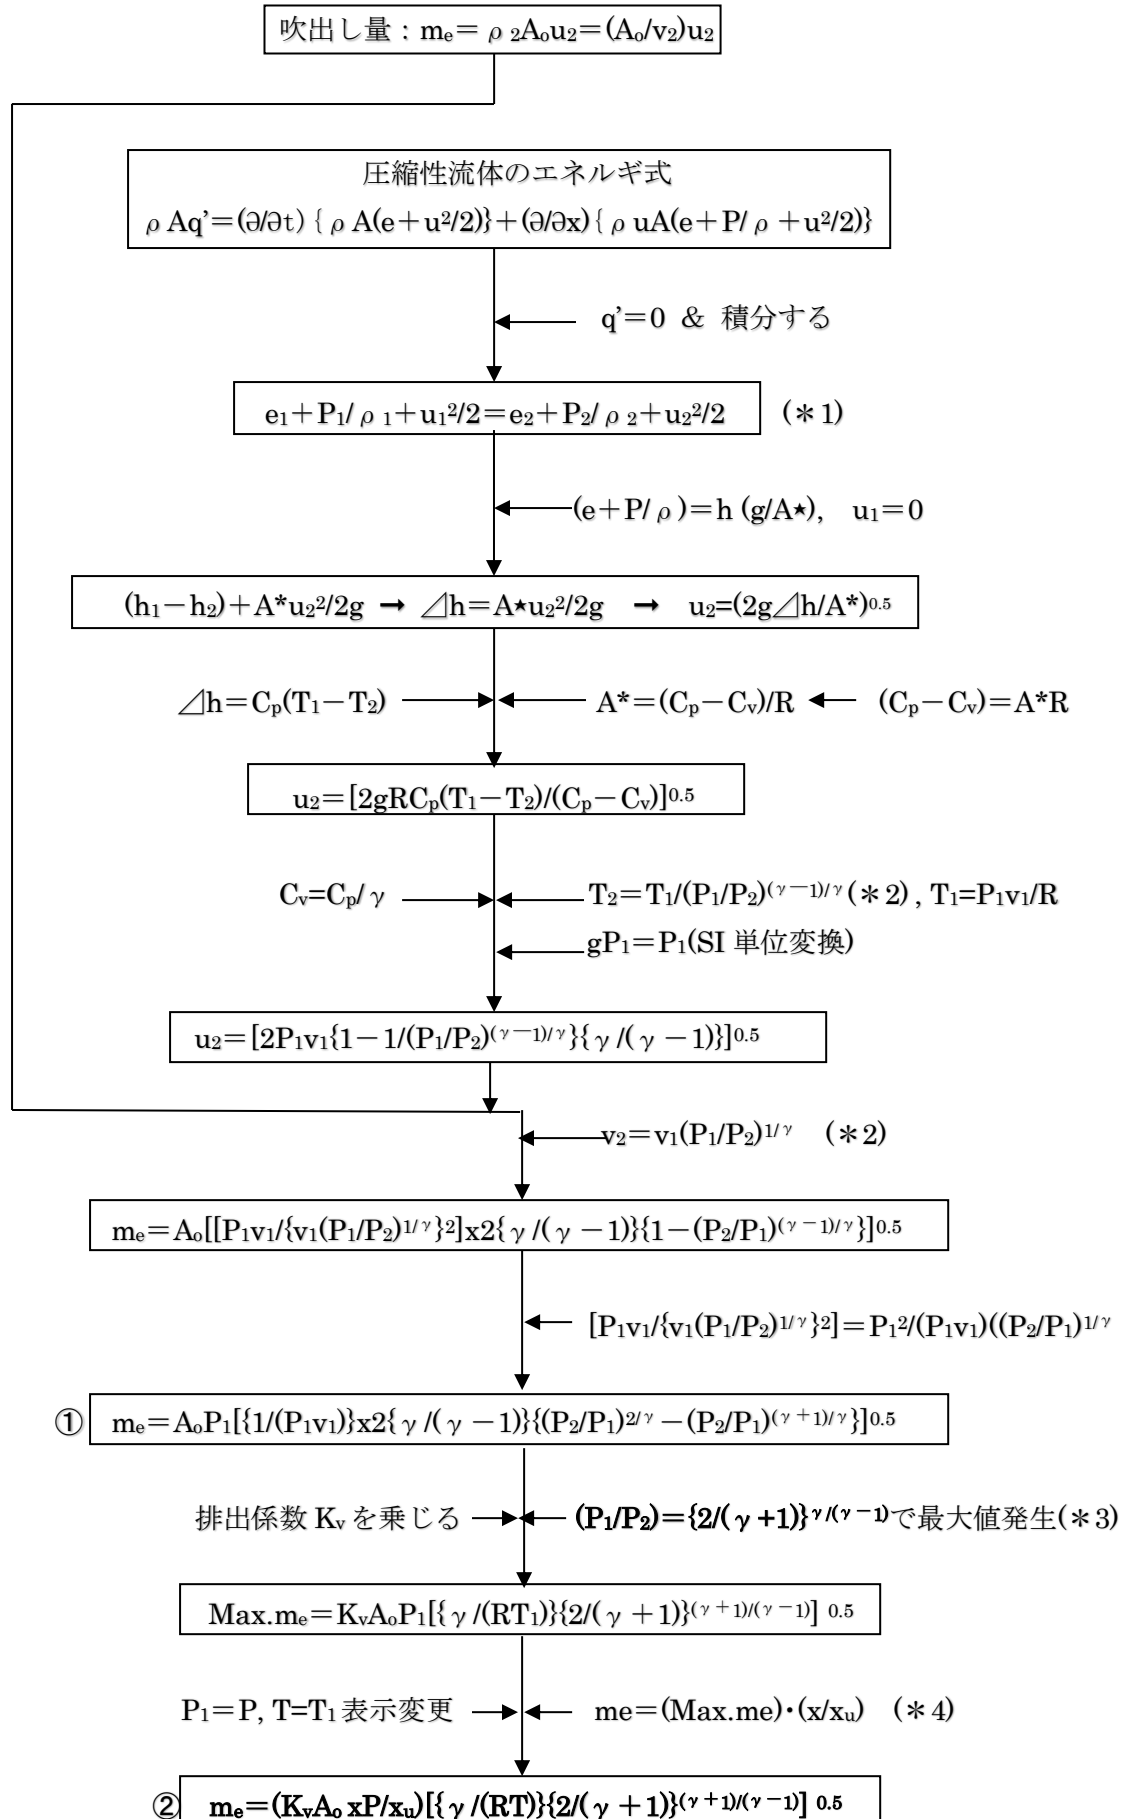 吹出し量：me＝ρ2Aou2＝(Ao/v2)u2
圧縮性流体のエネルギ式
ρAq’＝(∂/∂t)｛ρA(e＋u²/2)}＋(∂/∂x)｛ρuA(e＋P/ρ＋u²/2)}
q’＝0 ＆ 積分する
e1＋P1/ρ1＋u1²/2＝e2＋P2/ρ2＋u2²/2 (＊1)
(e＋P/ρ)＝h (g/A★), u1＝0
(h1－h2)＋A*u2²/2g → ⊿h＝A★u2²/2g → u2=(2g⊿h/A*)^0.5
⊿h＝Cp(T1－T2) A*＝(Cp－Cv)/R (Cp－Cv)＝A*R
u2＝[2gRCp(T1－T2)/(Cp－Cv)]^0.5
Cv=Cp/γ T2＝T1/(P1/P2)^(γ－1)/γ (＊2) , T1=P1v1/R
gP1＝P1(SI 単位変換)
u2＝[2P1v1{1－1/(P1/P2)^(γ－1)/γ}{γ/(γ－1)}]^0.5
v2＝v1(P1/P2)^1/γ (＊2)
me＝Ao[[P1v1/{v1(P1/P2)^1/γ}²]x2{γ/(γ－1)}{1－(P2/P1)^(γ－1)/γ}]^0.5
[P1v1/{v1(P1/P2)^1/γ}²]＝P1²/(P1v1)((P2/P1)^1/γ
① me＝AoP1[{1/(P1v1)}x2{γ/(γ－1)}{(P2/P1)^2/γ－(P2/P1)^(γ＋1)/γ}]^0.5
排出係数 Kv を乗じる (P1/P2)＝{2/(γ+1)}^γ/(γ－1)で最大値発生(＊3)
Max.me＝KvAoP1[{γ/(RT1)}{2/(γ＋1)}^(γ＋1)/(γ－1)] ^0.5
P1＝P, T=T1 表示変更 me＝(Max.me)・(x/xu) (＊4)
② me＝(KvAo xP/xu)[{γ/(RT)}{2/(γ＋1)}^(γ＋1)/(γ－1)] ^0.5